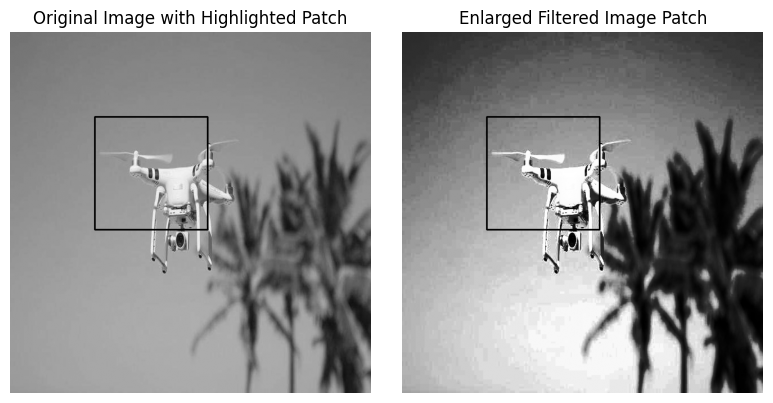 Original Image with Highlighted Patch
Enlarged Filtered Image Patch